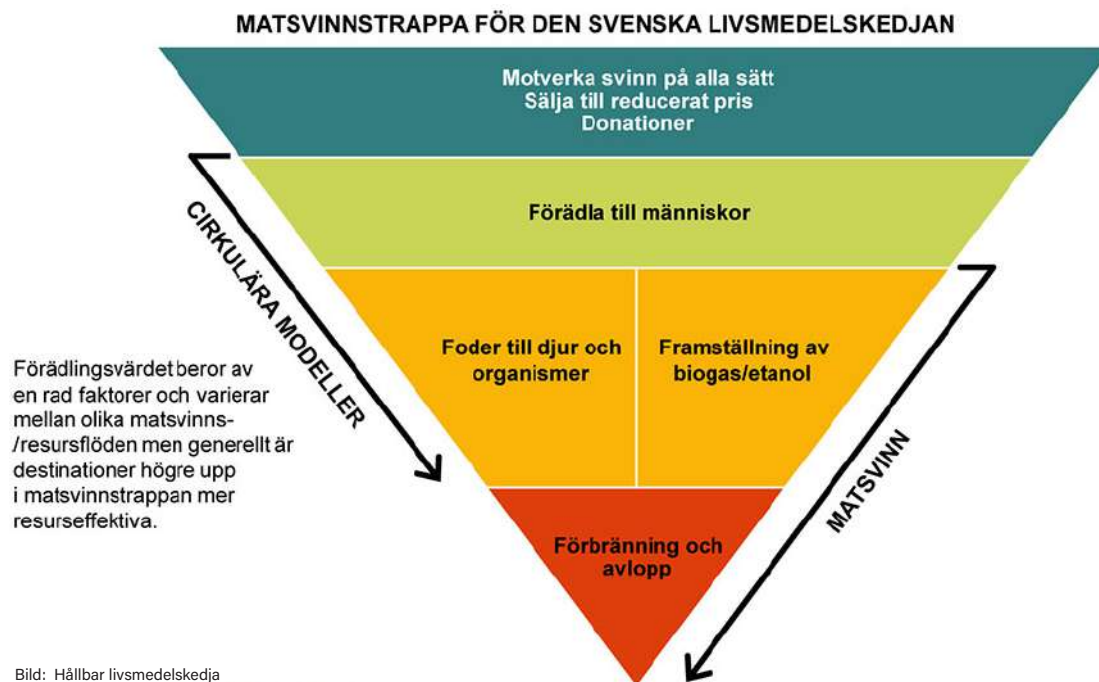 MATSVINNSTRAPPA FÖR DEN SVENSKA LIVSMEDELSKEDJAN
Motverka svinn på alla sätt
Sälja till reducerat pris
Donationer
Förädla till människor
CIRKULÄRA MODELLER
Foder till djur och
organismer
Framställning av
biogas/etanol
MATSVINN
Förädlingsvärdet beror av
en rad faktorer och varierar
mellan olika matsvinns-
/resursflöden men generellt är
destinationer högre upp
i matsvinnstrappan mer
resurseffektiva.
Förbränning och
avlopp
Bild: Hållbar livsmedelskedja